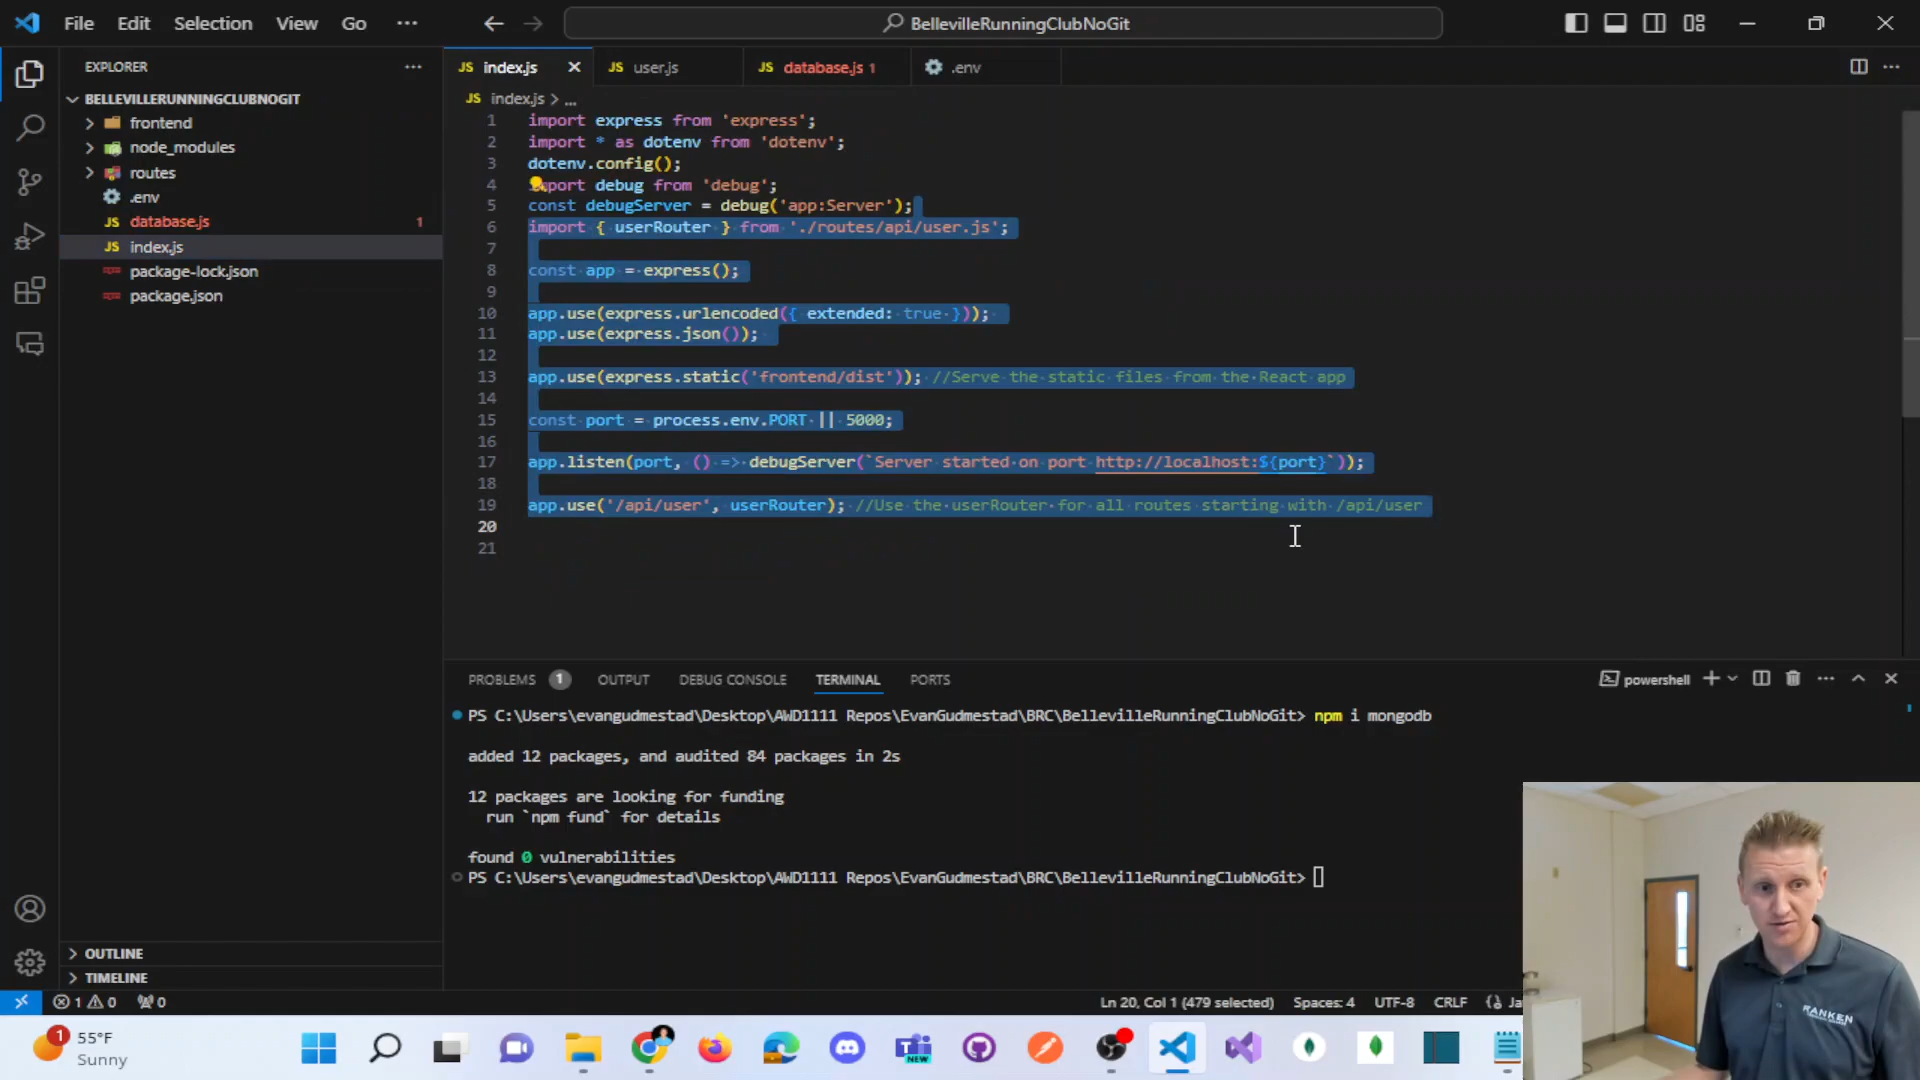 File Edit Selection View Go ···
BellevilleRunningClubNoGit
EXPLORER
BELLEVILLERUNNINGCLUBNOGIT
frontend
node_modules
routes
.env
database.js 1
index.js
package-lock.json
package.json
OUTLINE
TIMELINE
JS index.js
JS user.js
JS database.js 1
.env
JS index.js > ...
1 import express from 'express';
2 import * as dotenv from 'dotenv';
3 dotenv.config();
4 import debug from 'debug';
5 const debugServer = debug('app:Server');
6 import { userRouter } from './routes/api/user.js';
7
8 const app = express();
9
10 app.use(express.urlencoded({ extended: true }));
11 app.use(express.json());
12
13 app.use(express.static('frontend/dist')); //Serve the static files from the React app
14
15 const port = process.env.PORT || 5000;
16
17 app.listen(port, () => debugServer(`Server started on port http://localhost:${port}`));
18
19 app.use('/api/user', userRouter); //Use the userRouter for all routes starting with /api/user
20
21
PROBLEMS 1 OUTPUT DEBUG CONSOLE TERMINAL PORTS
powershell
PS C:\Users\evangudmestad\Desktop\AWD1111 Repos\EvanGudmestad\BRC\BellevilleRunningClubNoGit> npm i mongodb
added 12 packages, and audited 84 packages in 2s
12 packages are looking for funding
run `npm fund` for details
found 0 vulnerabilities
PS C:\Users\evangudmestad\Desktop\AWD1111 Repos\EvanGudmestad\BRC\BellevilleRunningClubNoGit>
1 0 0
Ln 20, Col 1 (479 selected) Spaces: 4 UTF-8 CRLF
RANKEN
1
55°F
Sunny
NEW